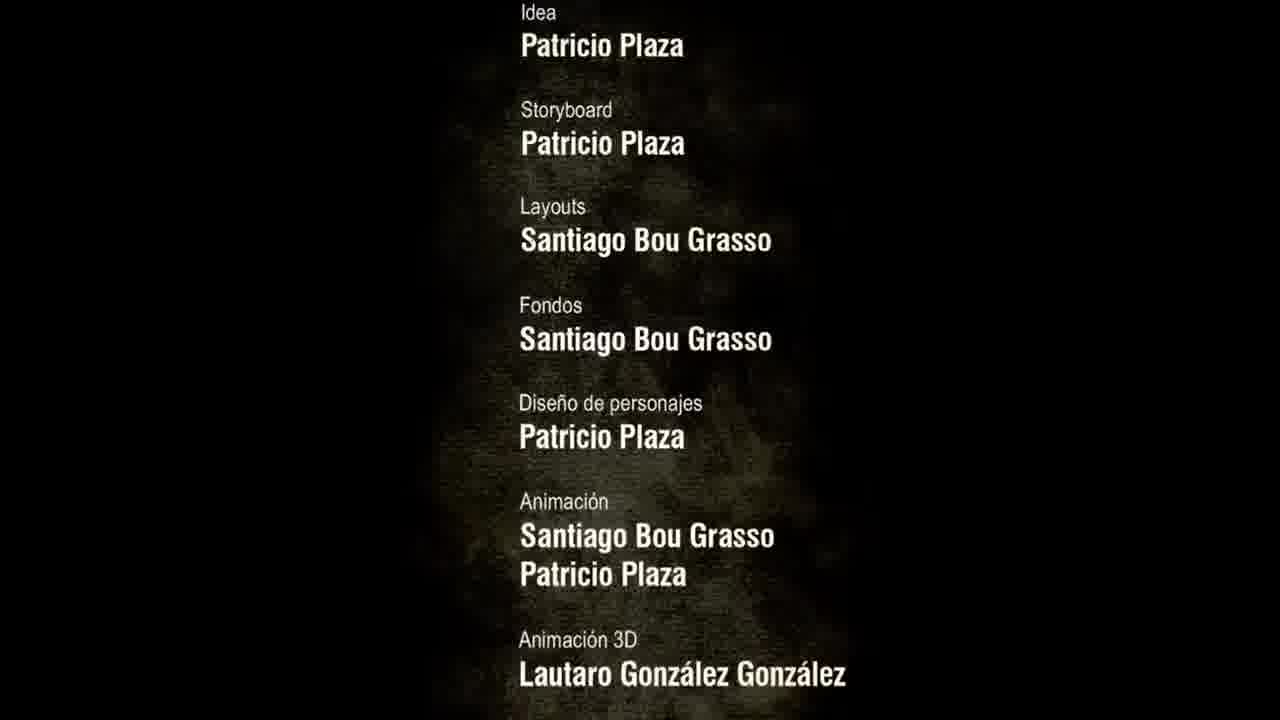 Idea
Patricio Plaza
Storyboard
Patricio Plaza
Layouts
Santiago Bou Grasso
Fondos
Santiago Bou Grasso
Diseño de personajes
Patricio Plaza
Animación
Santiago Bou Grasso
Patricio Plaza
Animación 3D
Lautaro González González